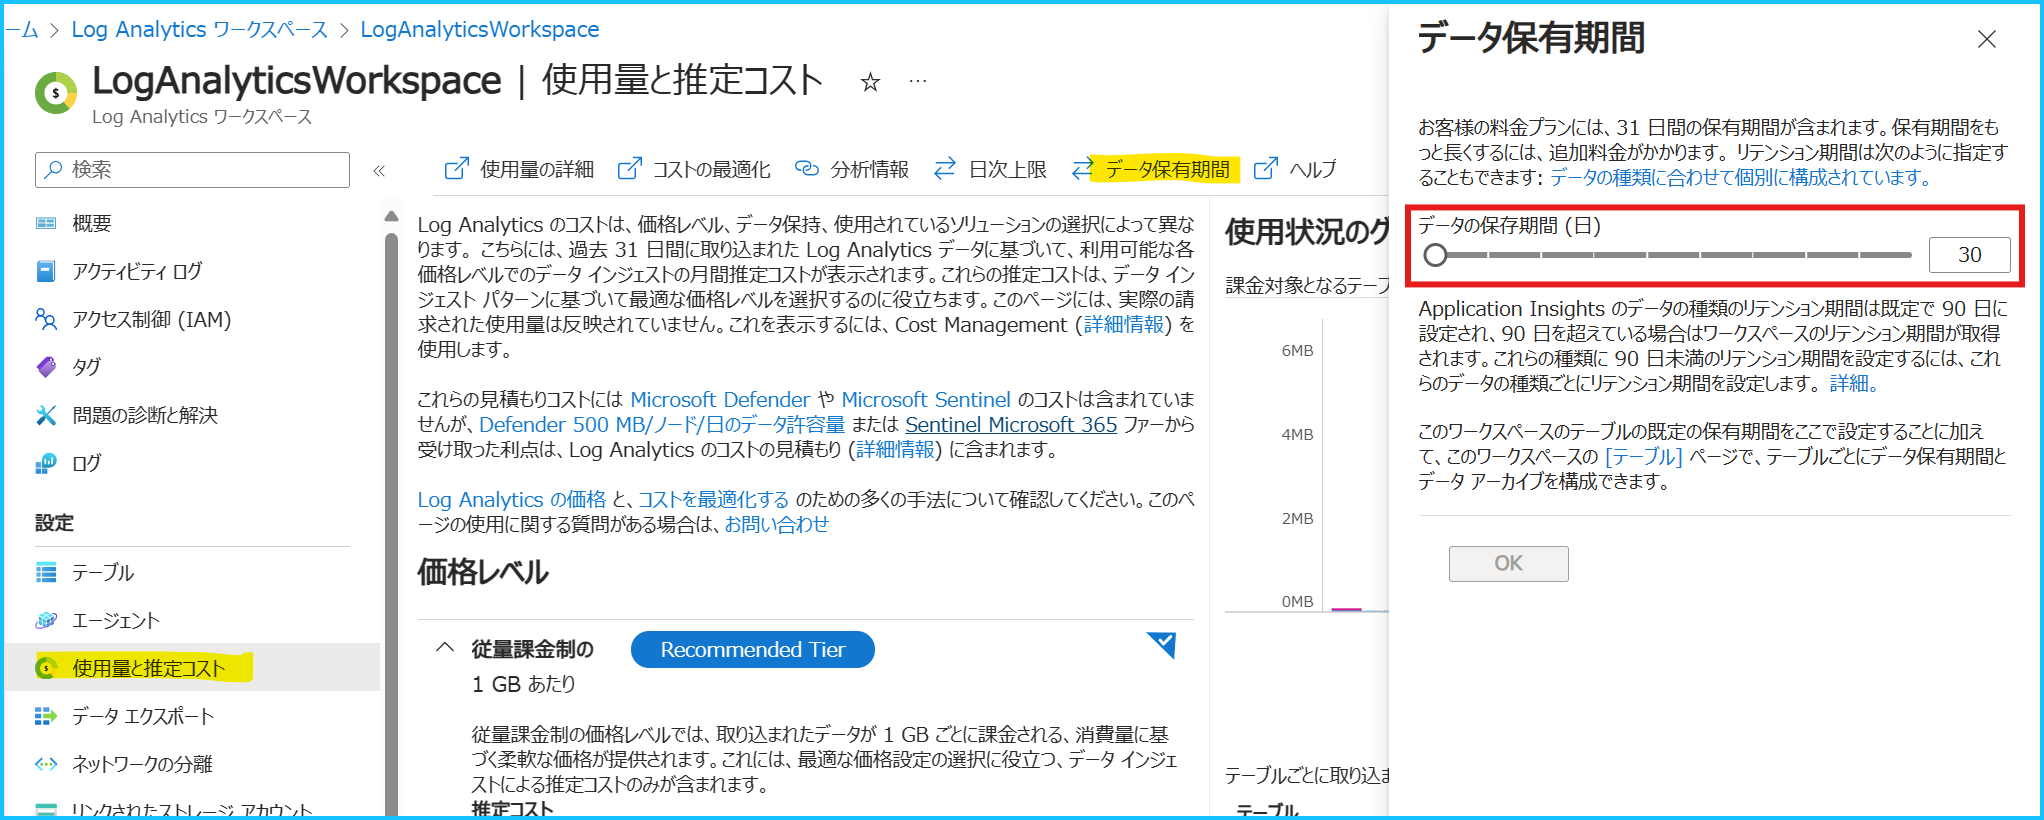 ーム > Log Analytics ワークスペース > LogAnalyticsWorkspace
LogAnalyticsWorkspace | 使用量と推定コスト ☆ …
Log Analytics ワークスペース
検索 «
概要
アクティビティ ログ
アクセス制御 (IAM)
タグ
問題の診断と解決
ログ
設定
テーブル
エージェント
使用量と推定コスト
データ エクスポート
ネットワークの分離
リンクされたストレージ アカウント
使用量の詳細 コストの最適化 分析情報 日次上限 データ保有期間 ヘルプ
Log Analytics のコストは、価格レベル、データ保持、使用されているソリューションの選択によって異な
ります。 こちらには、過去 31 日間に取り込まれた Log Analytics データに基づいて、利用可能な各
価格レベルでのデータ インジェストの月間推定コストが表示されます。これらの推定コストは、データ イン
ジェスト パターンに基づいて最適な価格レベルを選択するのに役立ちます。このページには、実際の請
求された使用量は反映されていません。これを表示するには、Cost Management (詳細情報) を
使用します。
これらの見積もりコストには Microsoft Defender や Microsoft Sentinel のコストは含まれていま
せんが、Defender 500 MB/ノード/日のデータ許容量 または Sentinel Microsoft 365 ファーから
受け取った利点は、Log Analytics のコストの見積もり (詳細情報) に含まれます。
Log Analytics の価格 と、コストを最適化する のための多くの手法について確認してください。このペ
ージの使用に関する質問がある場合は、お問い合わせ
価格レベル
従量課金制の Recommended Tier
1 GB あたり
従量課金制の価格レベルでは、取り込まれたデータが 1 GB ごとに課金される、消費量に基
づく柔軟な価格が提供されます。これには、最適な価格設定の選択に役立つ、データ インジェ
ストによる推定コストのみが含まれます。
推定コスト
使用状況のグ
課金対象となるテーブ
6MB
4MB
2MB
0MB
テーブルごとに取り込ま
テーブル
データ保有期間
お客様の料金プランには、31 日間の保有期間が含まれます。保有期間をも
っと長くするには、追加料金がかかります。 リテンション期間は次のように指定す
ることもできます: データの種類に合わせて個別に構成されています。
データの保存期間 (日)
30
Application Insights のデータの種類のリテンション期間は既定で 90 日に
設定され、90 日を超えている場合はワークスペースのリテンション期間が取得
されます。これらの種類に 90 日未満のリテンション期間を設定するには、これ
らのデータの種類ごとにリテンション期間を設定します。 詳細。
このワークスペースのテーブルの既定の保有期間をここで設定することに加え
て、このワークスペースの [テーブル] ページで、テーブルごとにデータ保有期間と
データ アーカイブを構成できます。
OK